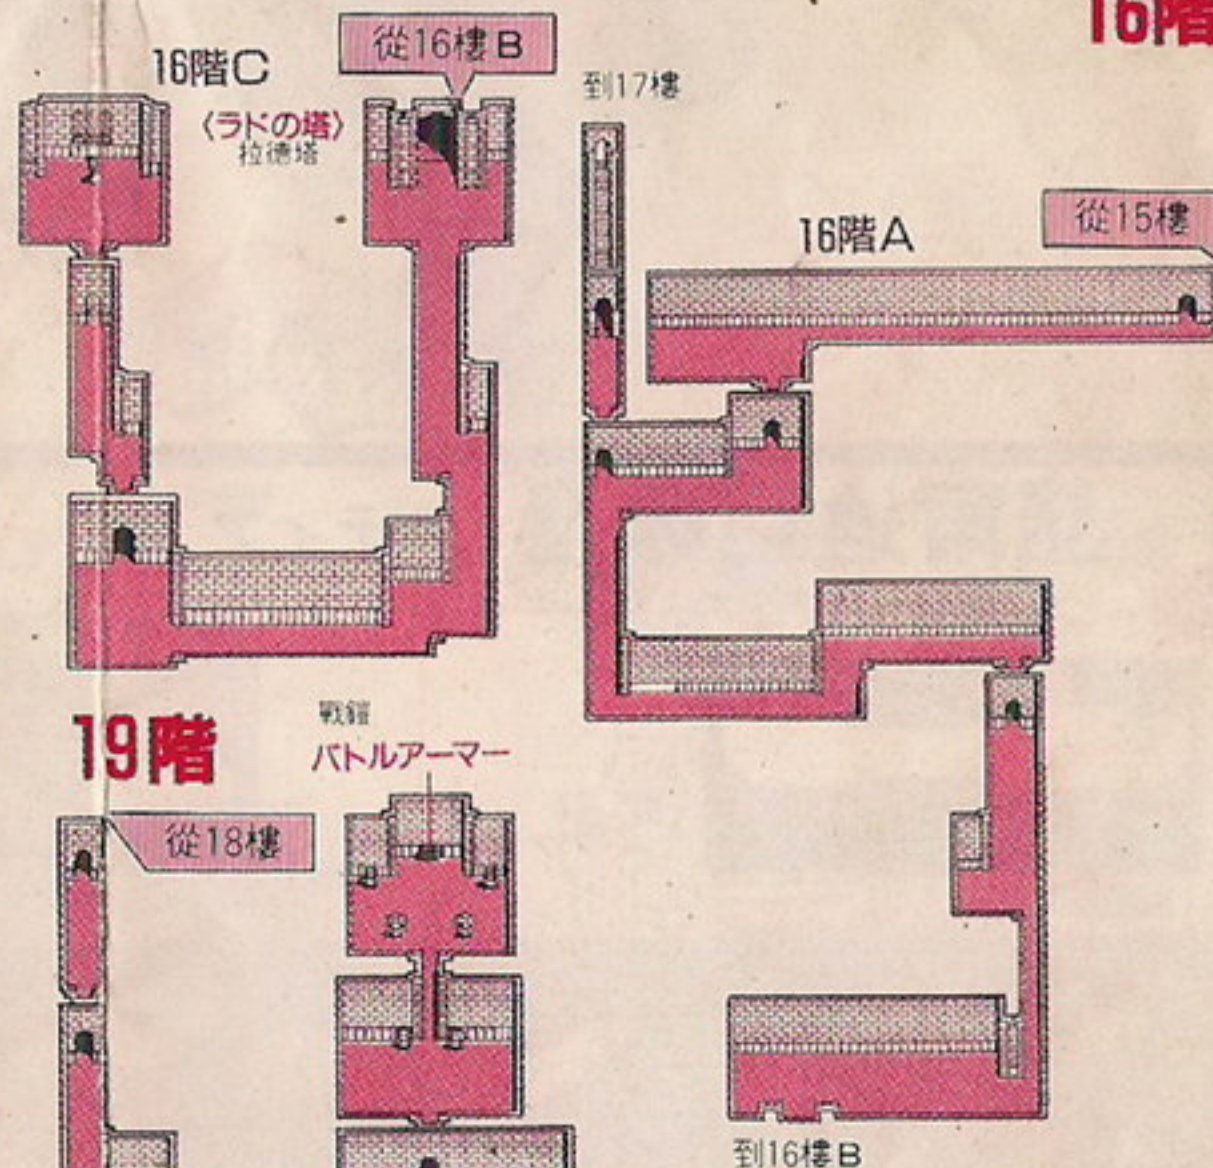 16階
16階C
從16樓B
〈ラドの塔〉
拉德塔
到17樓
16階A
從15樓
19階
戰鎧
バトルアーマー
從18樓
到16樓B